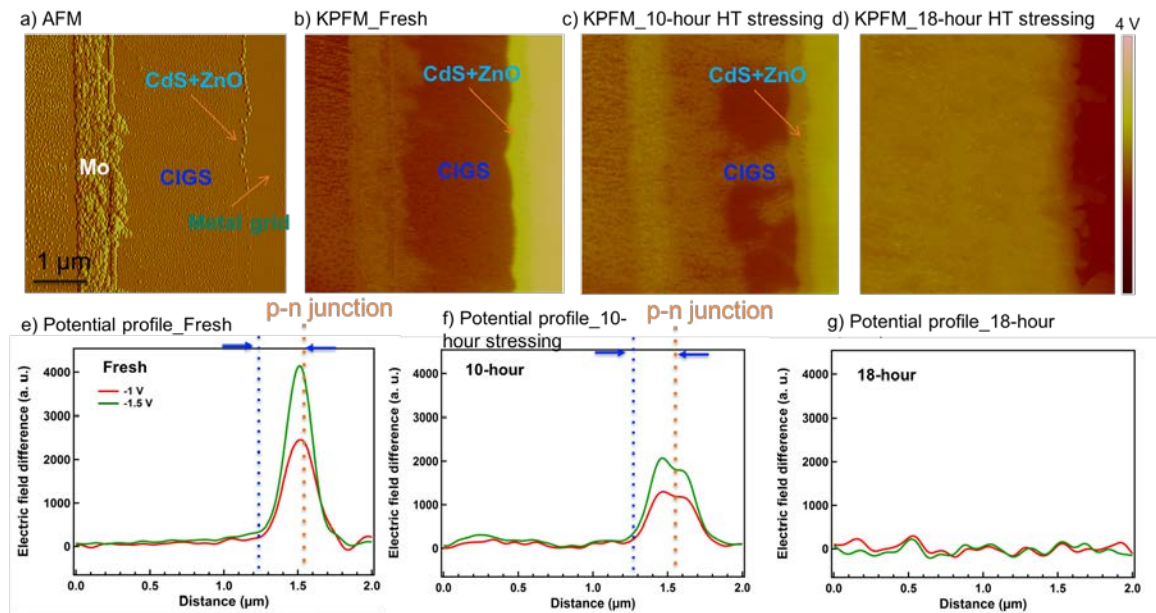 a) AFM
b) KPFM_Fresh
c) KPFM_10-hour HT stressing
d) KPFM_18-hour HT stressing
4 V
CdS+ZnO
Mo
CIGS
Metal grid
1 µm
CIGS
CdS+ZnO
CdS+ZnO
CIGS
p-n junction
p-n junction
e) Potential profile_Fresh
f) Potential profile_10-
hour stressing
g) Potential profile_18-hour
Fresh
-1 V
-1.5 V
Electric field difference (a. u.)
4000
3000
2000
1000
0
0.0 0.5 1.0 1.5 2.0
Distance (µm)
10-hour
Electric field difference (a. u.)
4000
3000
2000
1000
0
0.0 0.5 1.0 1.5 2.0
Distance (µm)
18-hour
Electric field difference (a. u.)
4000
3000
2000
1000
0
0.0 0.5 1.0 1.5 2.0
Distance (µm)